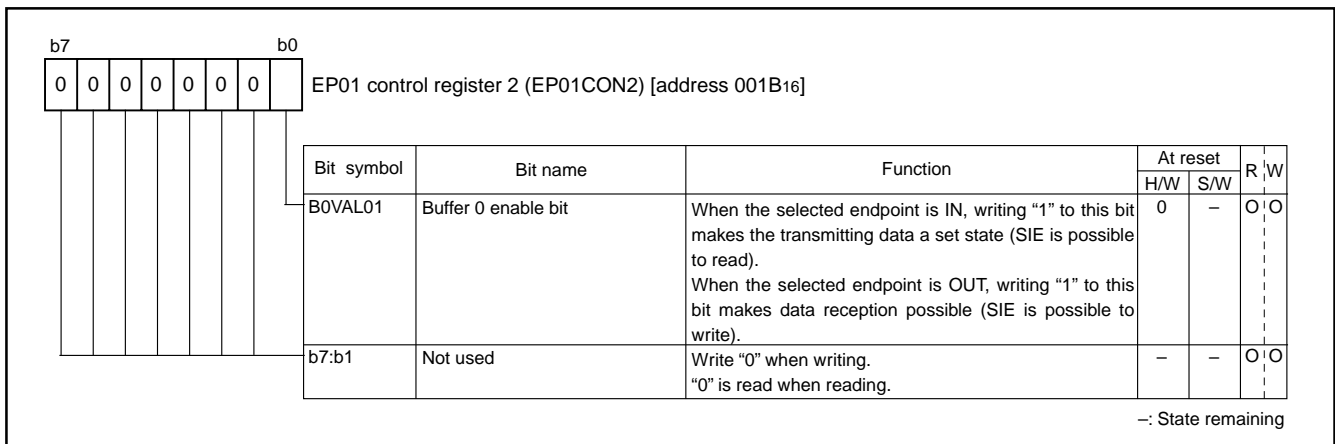 b7 b0
0 0 0 0 0 0 0
EP01 control register 2 (EP01CON2) [address 001B16]
Bit symbol Bit name Function At reset R W
H/W S/W
B0VAL01 Buffer 0 enable bit When the selected endpoint is IN, writing “1” to this bit 0 – O O
makes the transmitting data a set state (SIE is possible
to read).
When the selected endpoint is OUT, writing “1” to this
bit makes data reception possible (SIE is possible to
write).
b7:b1 Not used Write “0” when writing. – – O O
“0” is read when reading.
–: State remaining